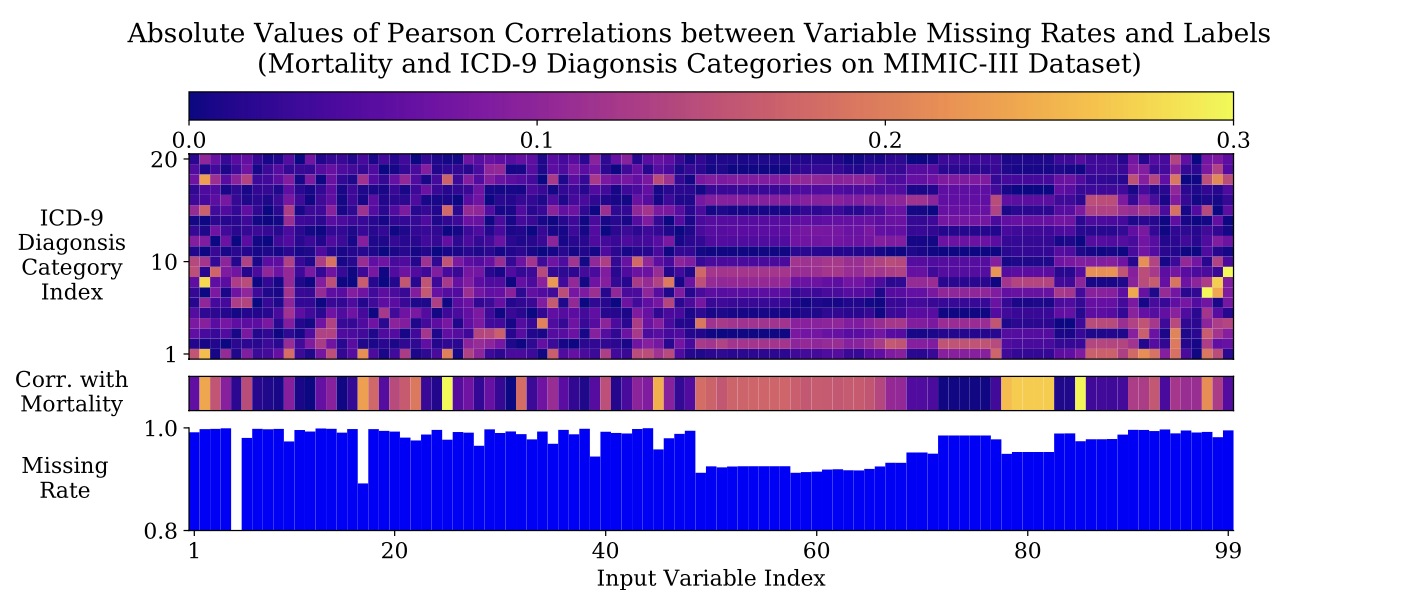 Absolute Values of Pearson Correlations between Variable Missing Rates and Labels
(Mortality and ICD-9 Diagonsis Categories on MIMIC-III Dataset)
0.0 0.1 0.2 0.3
20
10
1
ICD-9
Diagonsis
Category
Index
Corr. with
Mortality
1.0
0.8
Missing
Rate
1 20 40 60 80 99
Input Variable Index